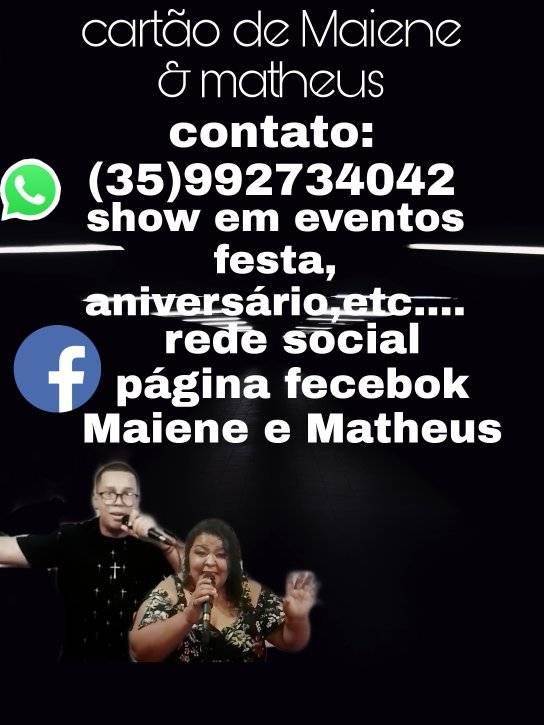 cartão de Maiene
& matheus
contato:
(35)992734042
show em eventos
festa,
aniversário,etc....
rede social
página fecebok
Maiene e Matheus